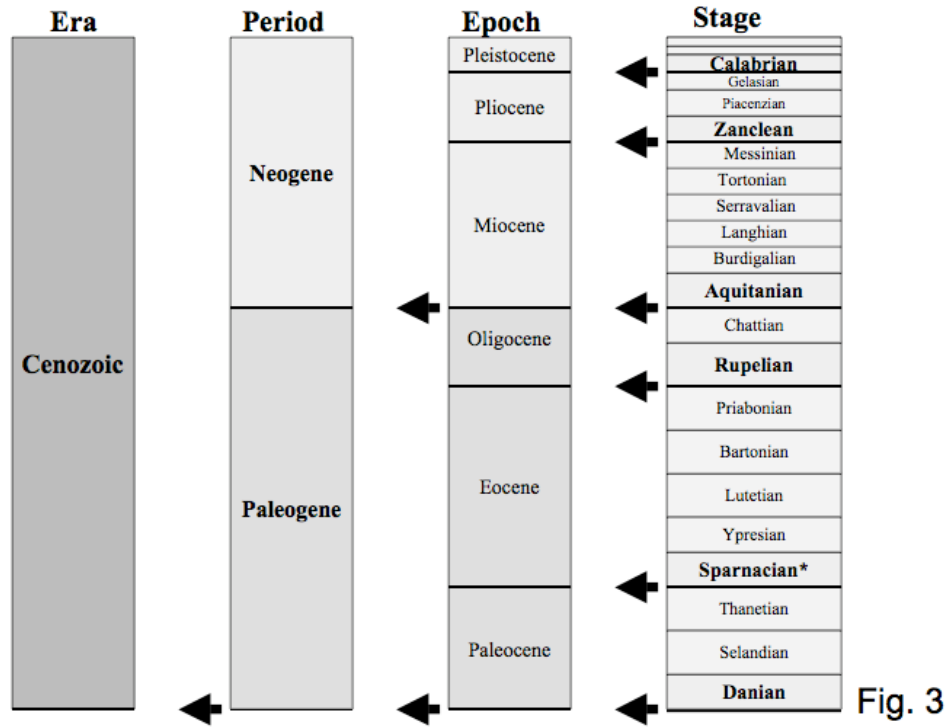 Era
Period
Epoch
Stage
Cenozoic
Neogene
Paleogene
Pleistocene
Pliocene
Miocene
Oligocene
Eocene
Paleocene
Calabrian
Gelasian
Piacenzian
Zanclean
Messinian
Tortonian
Serravalian
Langhian
Burdigalian
Aquitanian
Chattian
Rupelian
Priabonian
Bartonian
Lutetian
Ypresian
Sparnacian*
Thanetian
Selandian
Danian
Fig. 3